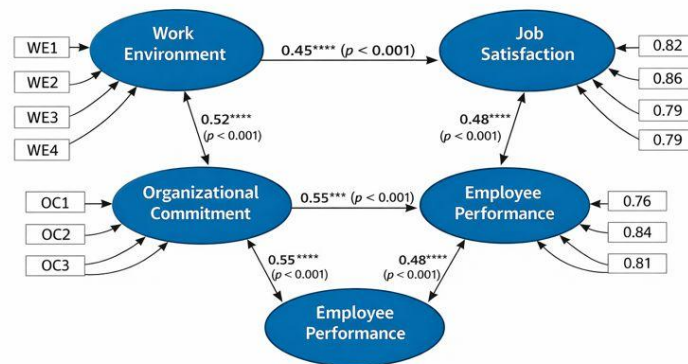 WE1
WE2
WE3
WE4
Work
Environment
0.45**** (p < 0.001)
Job
Satisfaction
0.82
0.86
0.79
0.79
0.52****
(p < 0.001)
0.48****
(p < 0.001)
OC1
OC2
OC3
Organizational
Commitment
0.55*** (p < 0.001)
Employee
Performance
0.76
0.84
0.81
0.55****
(p < 0.001)
0.48****
(p < 0.001)
Employee
Performance